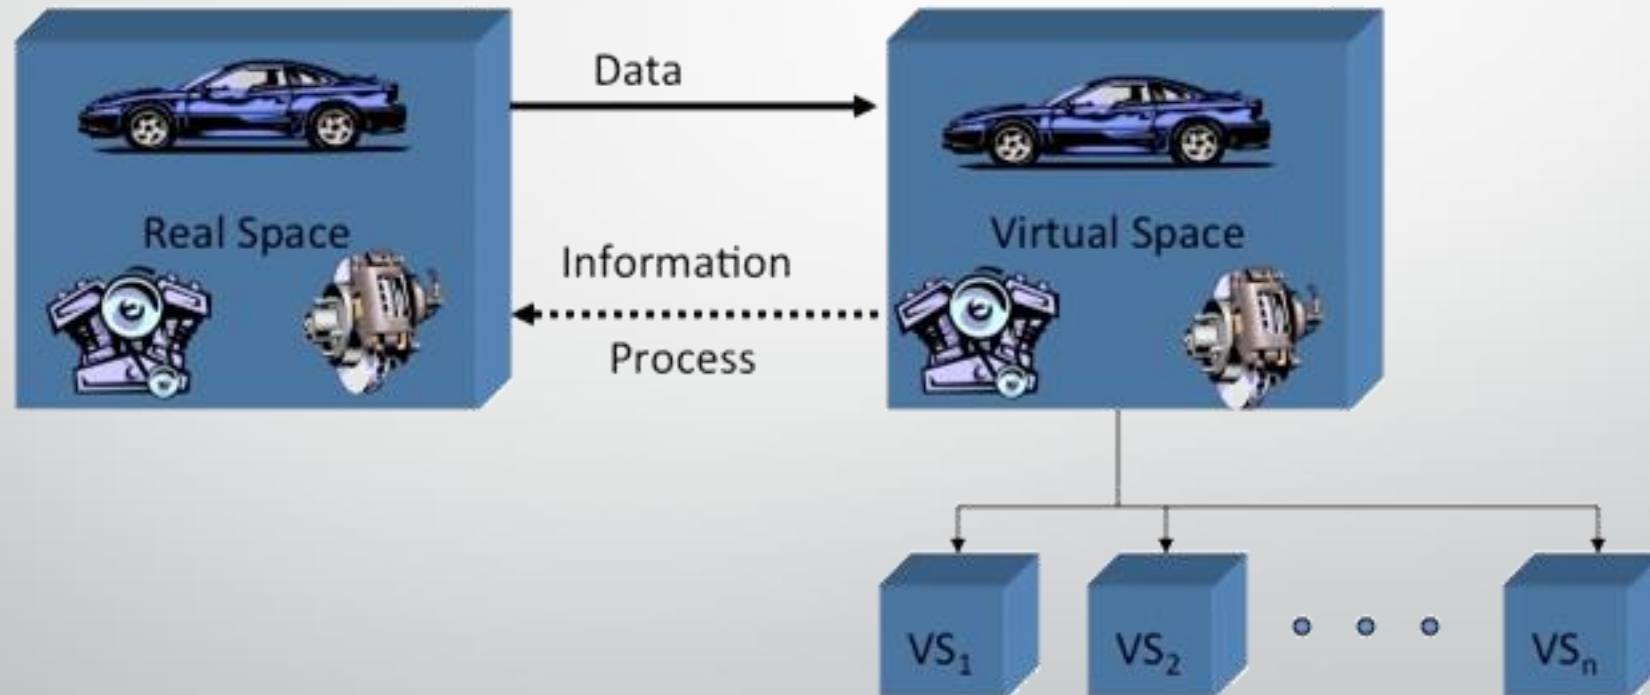 Data
Real Space
Virtual Space
Information
Process
VS₁
VS₂
VSₙ